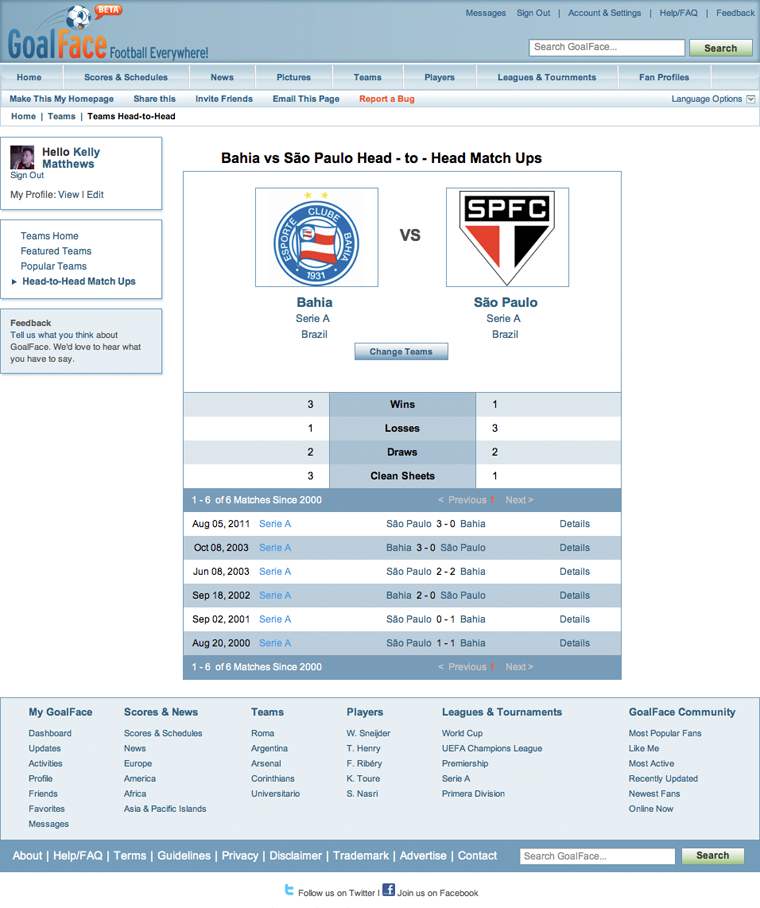 BETA
GoalFace Football Everywhere!
Messages Sign Out | Account & Settings | Help/FAQ | Feedback
Search GoalFace... Search
Home Scores & Schedules News Pictures Teams Players Leagues & Tournments Fan Profiles
Make This My Homepage Share this Invite Friends Email This Page Report a Bug Language Options
Home | Teams | Teams Head-to-Head
Hello Kelly
Matthews
Sign Out
My Profile: View | Edit
Teams Home
Featured Teams
Popular Teams
Head-to-Head Match Ups
Feedback
Tell us what you think about
GoalFace. We'd love to hear what
you have to say.
Bahia vs São Paulo Head - to - Head Match Ups
ESPORTE CLUBE BAHIA
1931
VS
SPFC
Bahia São Paulo
Serie A Serie A
Brazil Brazil
Change Teams
3 Wins 1
1 Losses 3
2 Draws 2
3 Clean Sheets 1
1 - 6 of 6 Matches Since 2000 < Previous 1 Next >
Aug 05, 2011 Serie A São Paulo 3 - 0 Bahia Details
Oct 08, 2003 Serie A Bahia 3 - 0 São Paulo Details
Jun 08, 2003 Serie A São Paulo 2 - 2 Bahia Details
Sep 18, 2002 Serie A Bahia 2 - 0 São Paulo Details
Sep 02, 2001 Serie A São Paulo 0 - 1 Bahia Details
Aug 20, 2000 Serie A São Paulo 1 - 1 Bahia Details
1 - 6 of 6 Matches Since 2000 < Previous 1 Next >
My GoalFace Scores & News Teams Players Leagues & Tournaments GoalFace Community
Dashboard Scores & Schedules Roma W. Sneijder World Cup Most Popular Fans
Updates News Argentina T. Henry UEFA Champions League Like Me
Activities Europe Arsenal F. Ribéry Premiership Most Active
Profile America Corinthians K. Toure Serie A Recently Updated
Friends Africa Universitario S. Nasri Primera Division Newest Fans
Favorites Asia & Pacific Islands Online Now
Messages
About | Help/FAQ | Terms | Guidelines | Privacy | Disclaimer | Trademark | Advertise | Contact Search GoalFace... Search
Follow us on Twitter | Join us on Facebook